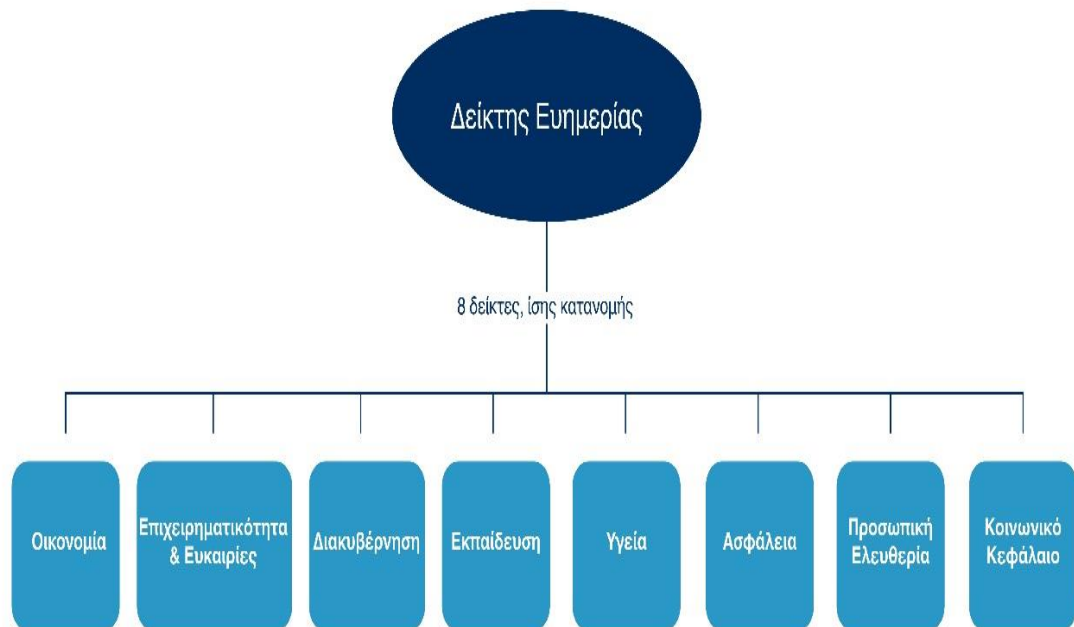 Δείκτης Ευημερίας
8 δείκτες, ίσης κατανομής
Οικονομία
Επιχειρηματικότητα
& Ευκαιρίες
Διακυβέρνηση
Εκπαίδευση
Υγεία
Ασφάλεια
Προσωπική
Ελευθερία
Κοινωνικό
Κεφάλαιο